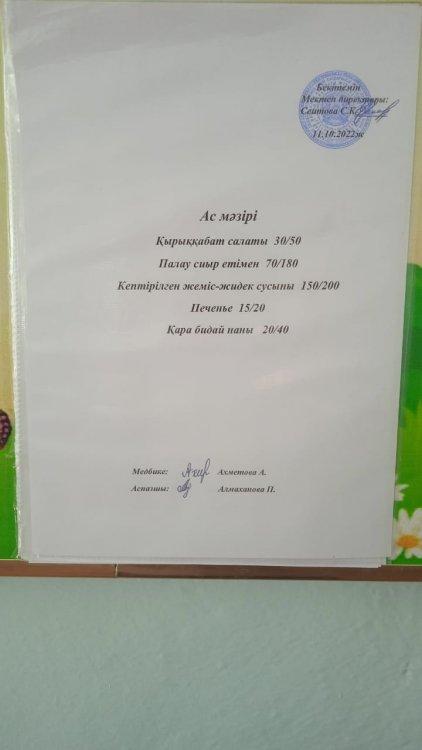 Бекітемін
Мектеп директоры:
Сеитова С.К.
11.10.2022ж
Ас мәзірі
Қырыққабат салаты 30/50
Палау сиыр етімен 70/180
Кептірілген жеміс-жидек сусыны 150/200
Печенье 15/20
Қара бидай наны 20/40
Медбике: Ахметова А.
Аспазшы: Алмаханова П.